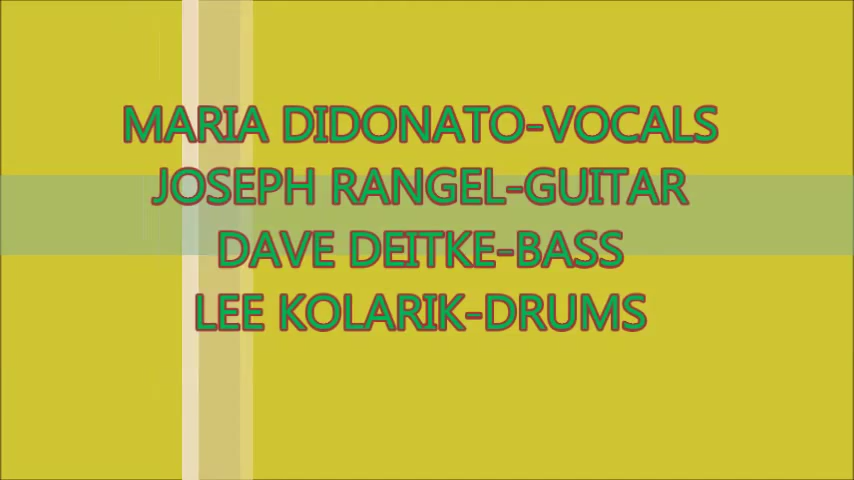 MARIA DIDONATO-VOCALS
JOSEPH RANGEL-GUITAR
DAVE DEITKE-BASS
LEE KOLARIK-DRUMS